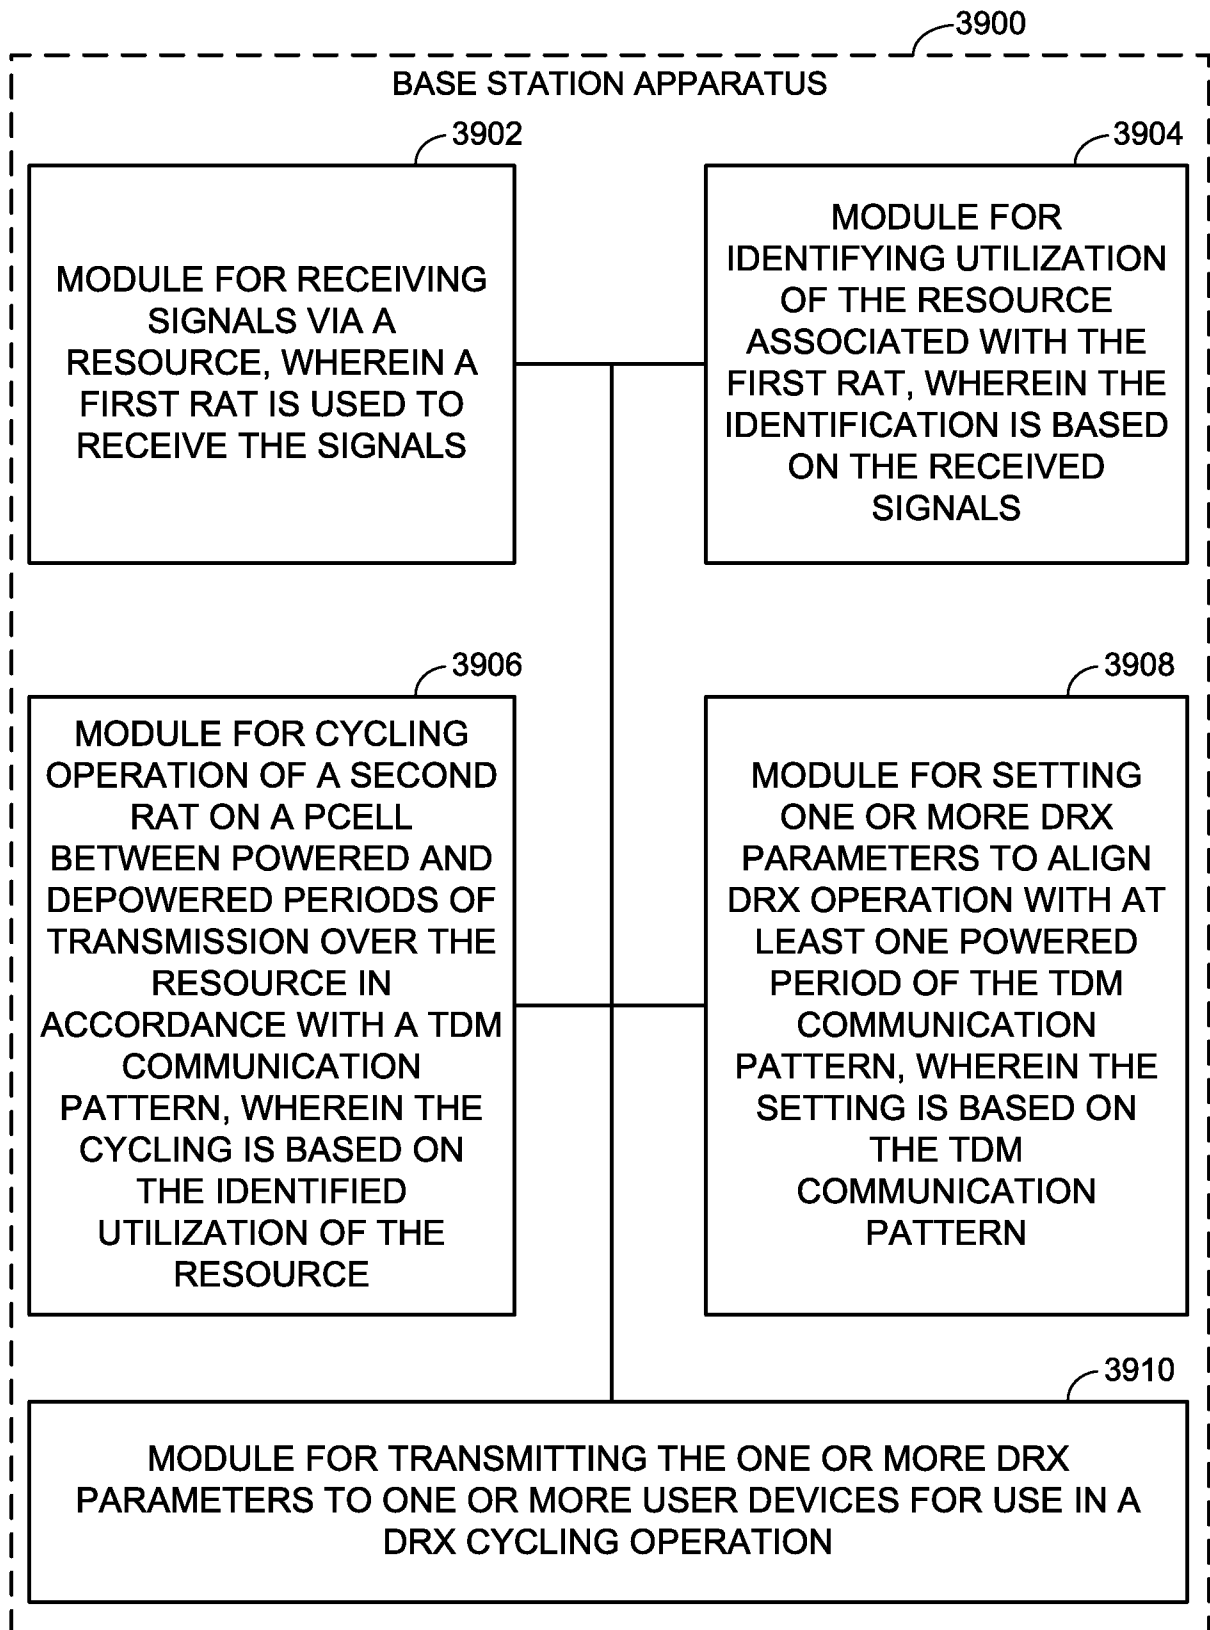 3900
BASE STATION APPARATUS
3902
MODULE FOR RECEIVING
SIGNALS VIA A
RESOURCE, WHEREIN A
FIRST RAT IS USED TO
RECEIVE THE SIGNALS
3904
MODULE FOR
IDENTIFYING UTILIZATION
OF THE RESOURCE
ASSOCIATED WITH THE
FIRST RAT, WHEREIN THE
IDENTIFICATION IS BASED
ON THE RECEIVED
SIGNALS
3906
MODULE FOR CYCLING
OPERATION OF A SECOND
RAT ON A PCELL
BETWEEN POWERED AND
DEPOWERED PERIODS OF
TRANSMISSION OVER THE
RESOURCE IN
ACCORDANCE WITH A TDM
COMMUNICATION
PATTERN, WHEREIN THE
CYCLING IS BASED ON
THE IDENTIFIED
UTILIZATION OF THE
RESOURCE
3908
MODULE FOR SETTING
ONE OR MORE DRX
PARAMETERS TO ALIGN
DRX OPERATION WITH AT
LEAST ONE POWERED
PERIOD OF THE TDM
COMMUNICATION
PATTERN, WHEREIN THE
SETTING IS BASED ON
THE TDM
COMMUNICATION
PATTERN
3910
MODULE FOR TRANSMITTING THE ONE OR MORE DRX
PARAMETERS TO ONE OR MORE USER DEVICES FOR USE IN A
DRX CYCLING OPERATION